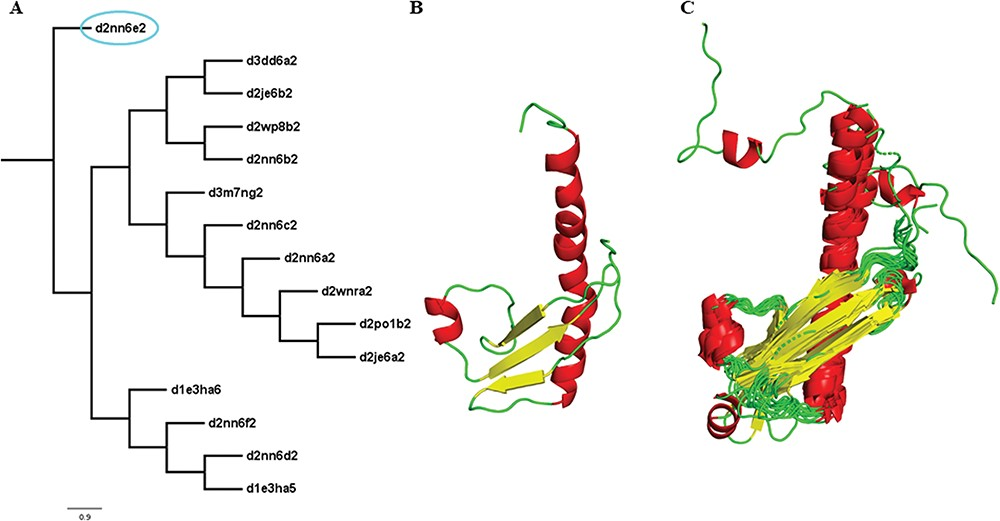 A
B
C
d2nn6e2
d3dd6a2
d2je6b2
d2wp8b2
d2nn6b2
d3m7ng2
d2nn6c2
d2nn6a2
d2wnra2
d2po1b2
d2je6a2
d1e3ha6
d2nn6f2
d2nn6d2
d1e3ha5
0.9